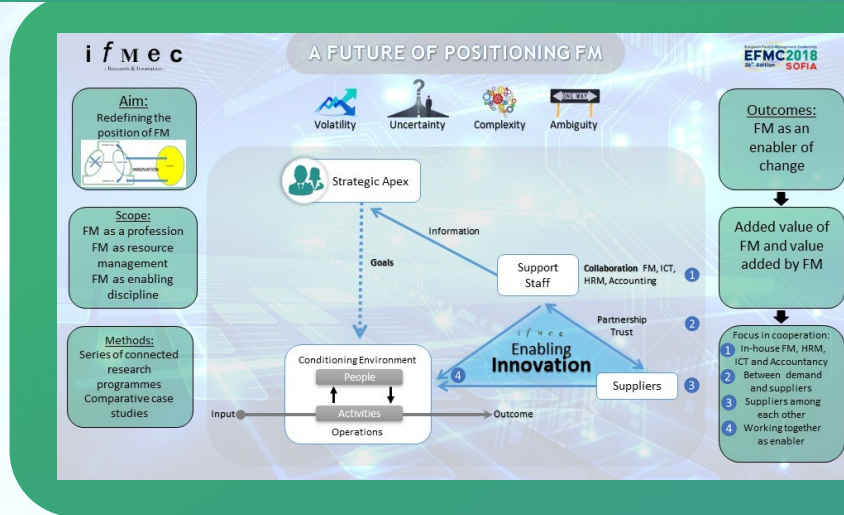 i f M e c
- Research & Innovation -
A FUTURE OF POSITIONING FM
European Facility Management Conference
EFMC2018
26th Edition SOFIA
Aim:
Redefining the
position of FM
INNOVATION
Scope:
FM as a profession
FM as resource
management
FM as enabling
discipline
Methods:
Series of connected
research
programmes
Comparative case
studies
Volatility
Uncertainty
Complexity
ONE WAY
Ambiguity
Strategic Apex
Information
Goals
Support
Staff
Collaboration FM, ICT,
HRM, Accounting
1
Partnership
Trust
2
i f m e c
Enabling
Innovation
Suppliers
3
4
Conditioning Environment
People
Activities
Operations
Input
Outcome
Outcomes:
FM as an
enabler of
change
Added value of
FM and value
added by FM
Focus in cooperation:
1 In-house FM, HRM,
ICT and Accountancy
2 Between demand
and suppliers
3 Suppliers among
each other
4 Working together
as enabler